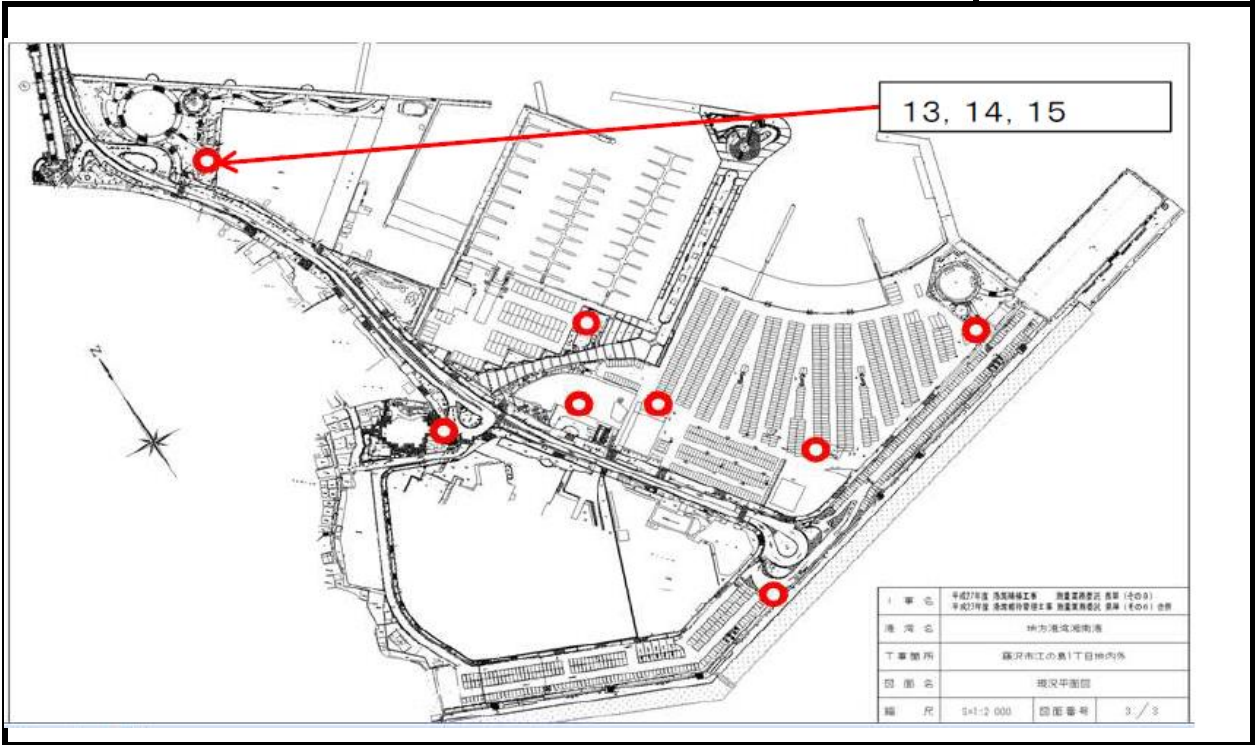 13, 14, 15
N
工事名
平成27年度 港湾補修工事 測量業務委託 県単（その9）
平成27年度 港湾維持管理工事 測量業務委託 県単（その6）合併
港湾名
地方港湾湘南港
工事箇所
藤沢市江の島1丁目地内外
図面名
現況平面図
縮尺
S=1:2 000
図面番号
3／3